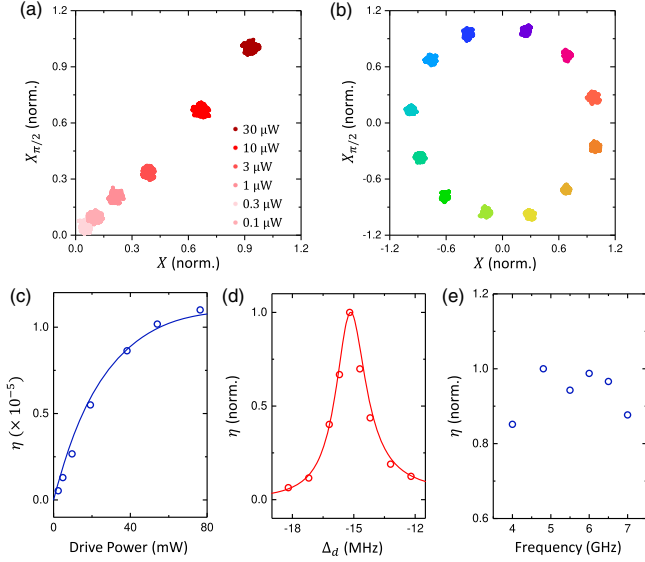 (a)
1.2
0.9
0.6
0.3
0.0
0.0 0.3 0.6 0.9 1.2
X_{π/2} (norm.)
X (norm.)
30 μW
10 μW
3 μW
1 μW
0.3 μW
0.1 μW
(b)
1.2
0.6
0.0
-0.6
-1.2
-1.2 -0.6 0.0 0.6 1.2
X_{π/2} (norm.)
X (norm.)
(c)
1.0
0.5
0.0
0 40 80
η (× 10⁻⁵)
Drive Power (mW)
(d)
1.0
0.5
0.0
-18 -15 -12
η (norm.)
Δ_d (MHz)
(e)
1.2
1.0
0.8
0.6
4 5 6 7
η (norm.)
Frequency (GHz)